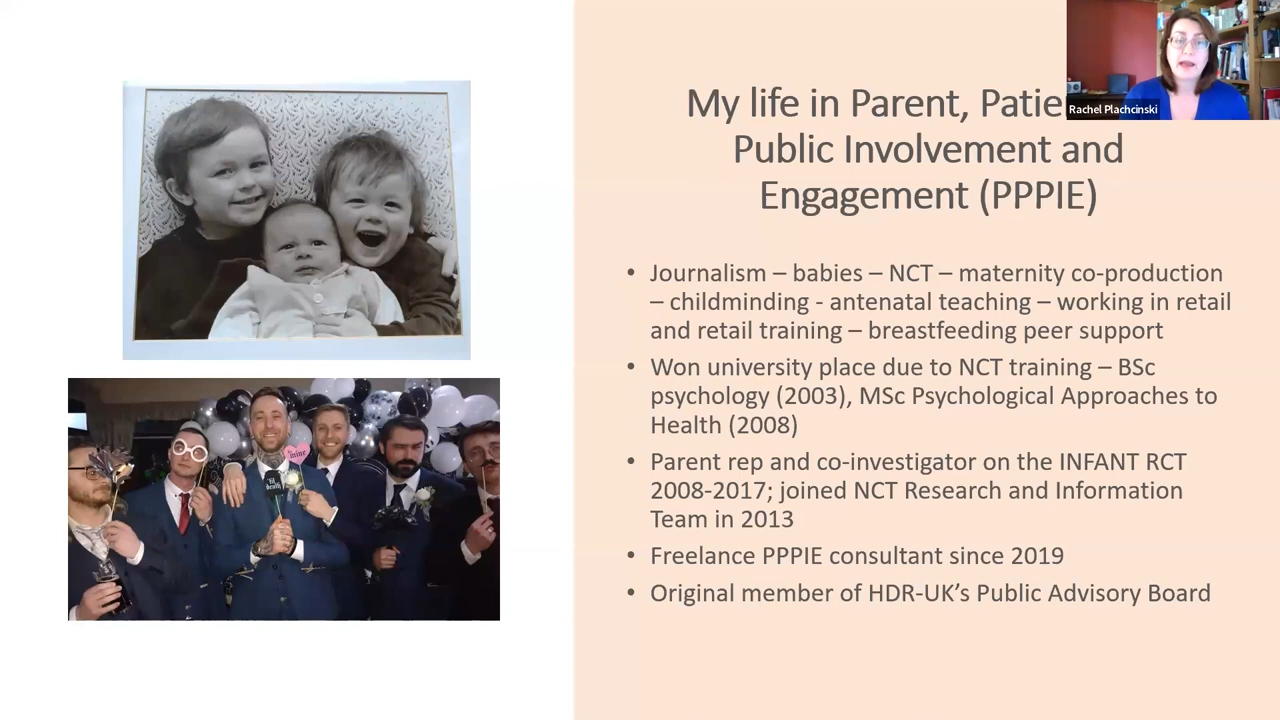 My life in Parent, Patie
Public Involvement and
Engagement (PPPIE)
Rachel Plachcinski
• Journalism – babies – NCT – maternity co-production
– childminding - antenatal teaching – working in retail
and retail training – breastfeeding peer support
• Won university place due to NCT training – BSc
psychology (2003), MSc Psychological Approaches to
Health (2008)
• Parent rep and co-investigator on the INFANT RCT
2008-2017; joined NCT Research and Information
Team in 2013
• Freelance PPPIE consultant since 2019
• Original member of HDR-UK’s Public Advisory Board